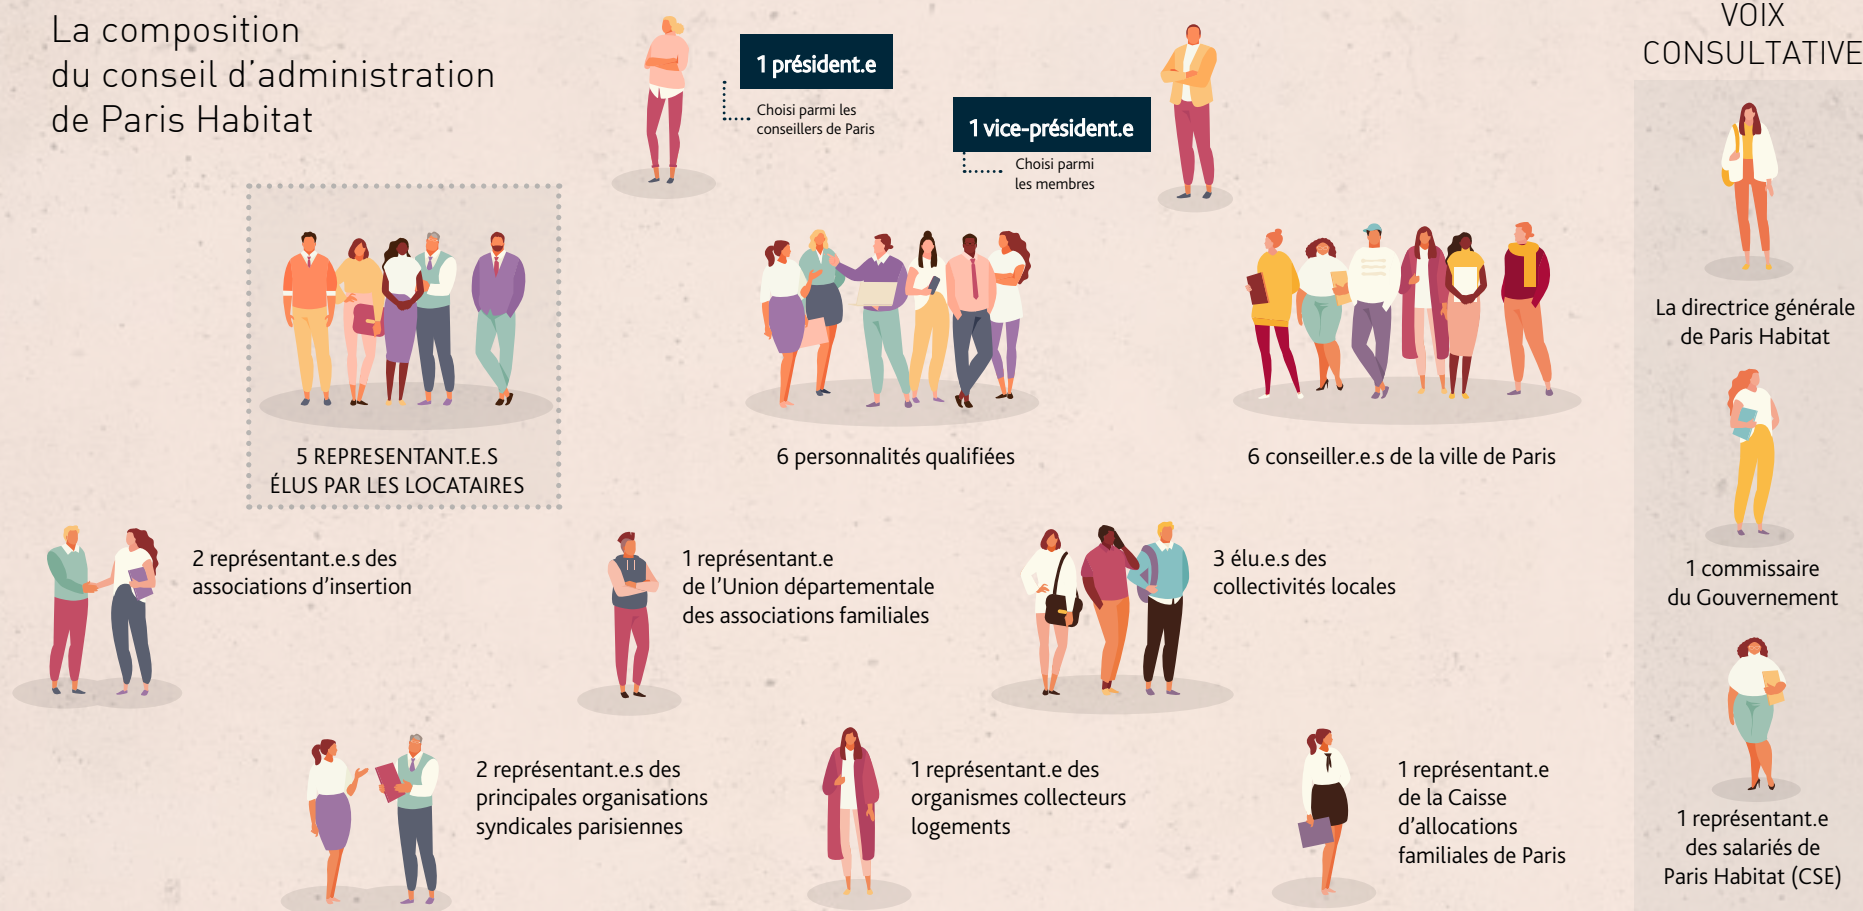 La composition
du conseil d'administration
de Paris Habitat
1 président.e
Choisi parmi les
conseillers de Paris
1 vice-président.e
Choisi parmi
les membres
5 REPRESENTANT.E.S
ÉLUS PAR LES LOCATAIRES
6 personnalités qualifiées
6 conseiller.e.s de la ville de Paris
2 représentant.e.s des
associations d'insertion
1 représentant.e
de l'Union départementale
des associations familiales
3 élu.e.s des
collectivités locales
2 représentant.e.s des
principales organisations
syndicales parisiennes
1 représentant.e des
organismes collecteurs
logements
1 représentant.e
de la Caisse
d'allocations
familiales de Paris
VOIX
CONSULTATIVE
La directrice générale
de Paris Habitat
1 commissaire
du Gouvernement
1 représentant.e
des salariés de
Paris Habitat (CSE)